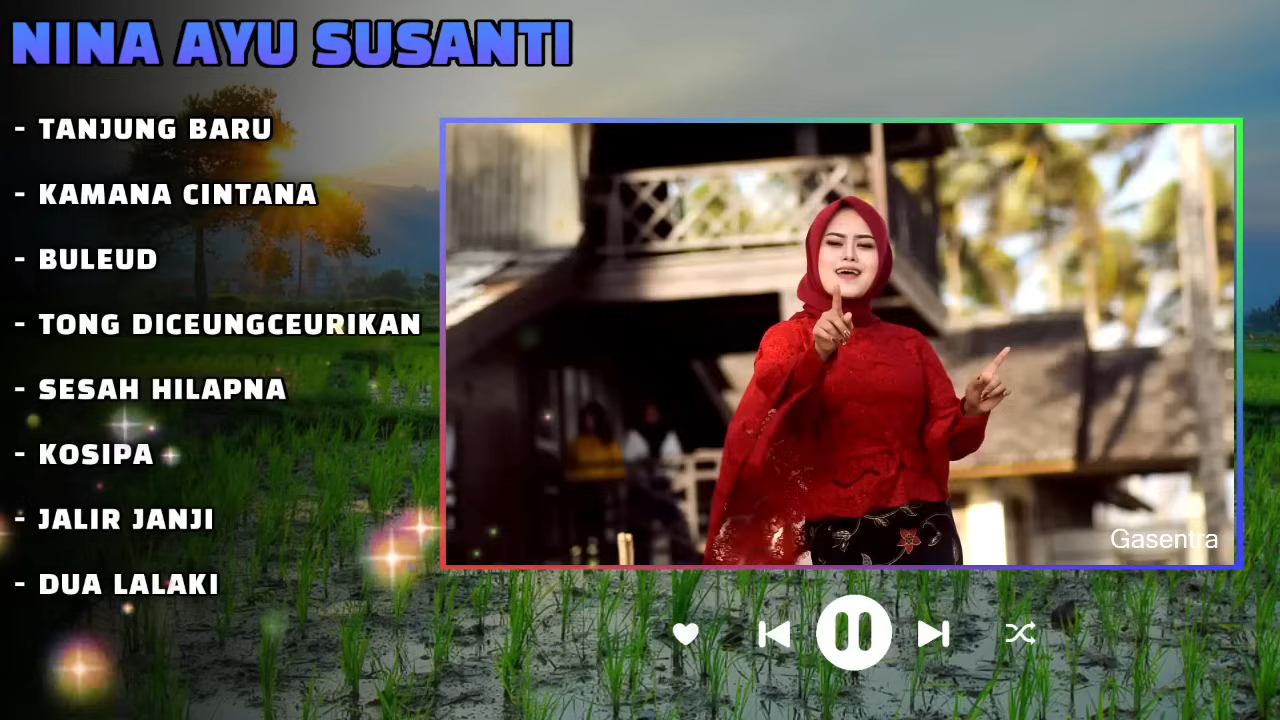 NINA AYU SUSANTI
- TANJUNG BARU
- KAMANA CINTANA
- BULEUD
- TONG DICEUNGCEURIKAN
- SESAH HILAPNA
- KOSIPA
- JALIR JANJI
- DUA LALAKI
Gasentra